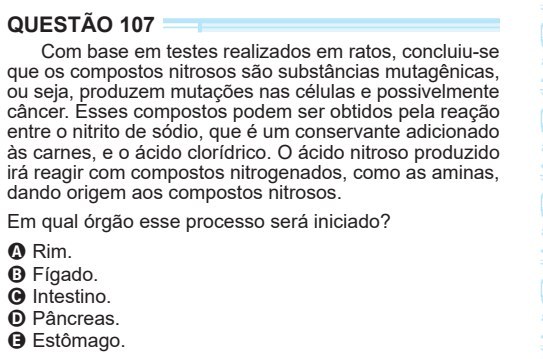 QUESTÃO 107
Com base em testes realizados em ratos, concluiu-se
que os compostos nitrosos são substâncias mutagênicas,
ou seja, produzem mutações nas células e possivelmente
câncer. Esses compostos podem ser obtidos pela reação
entre o nitrito de sódio, que é um conservante adicionado
às carnes, e o ácido clorídrico. O ácido nitroso produzido
irá reagir com compostos nitrogenados, como as aminas,
dando origem aos compostos nitrosos.
Em qual órgão esse processo será iniciado?
A Rim.
B Fígado.
C Intestino.
D Pâncreas.
E Estômago.